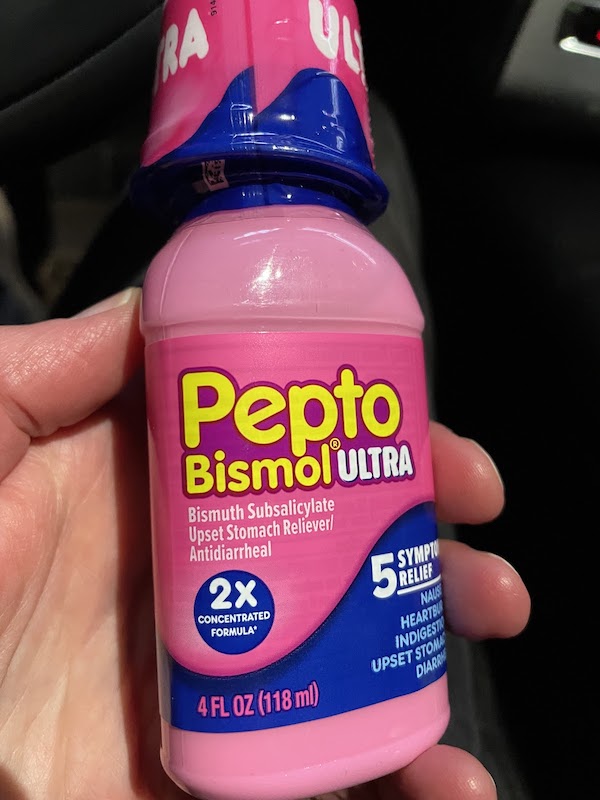 Pepto
Bismol® ULTRA
Bismuth Subsalicylate
Upset Stomach Reliever/
Antidiarrheal
2X
CONCENTRATED
FORMULA*
5
RELIEF
UPSET
4 FL OZ (118 ml)